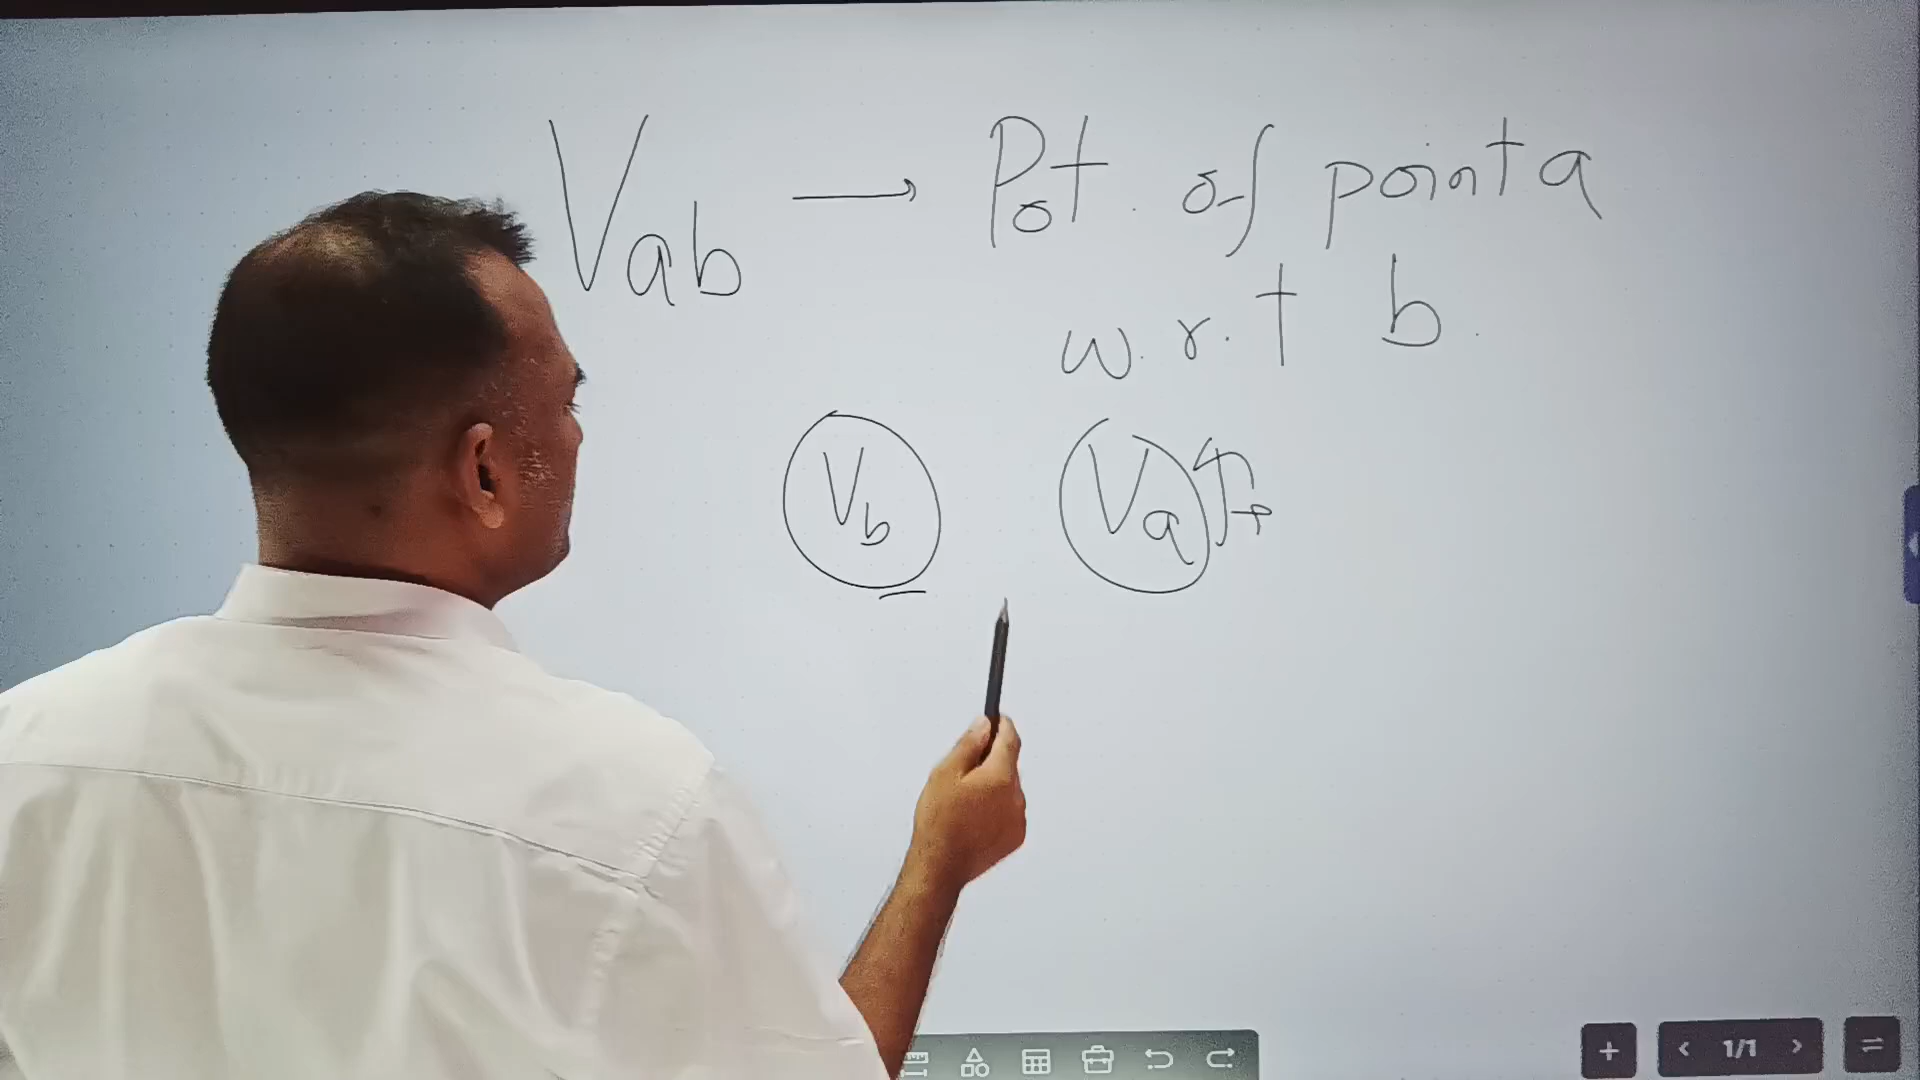 Vab → Pot. of point a
w.r.t b.
Vb Va
1/1